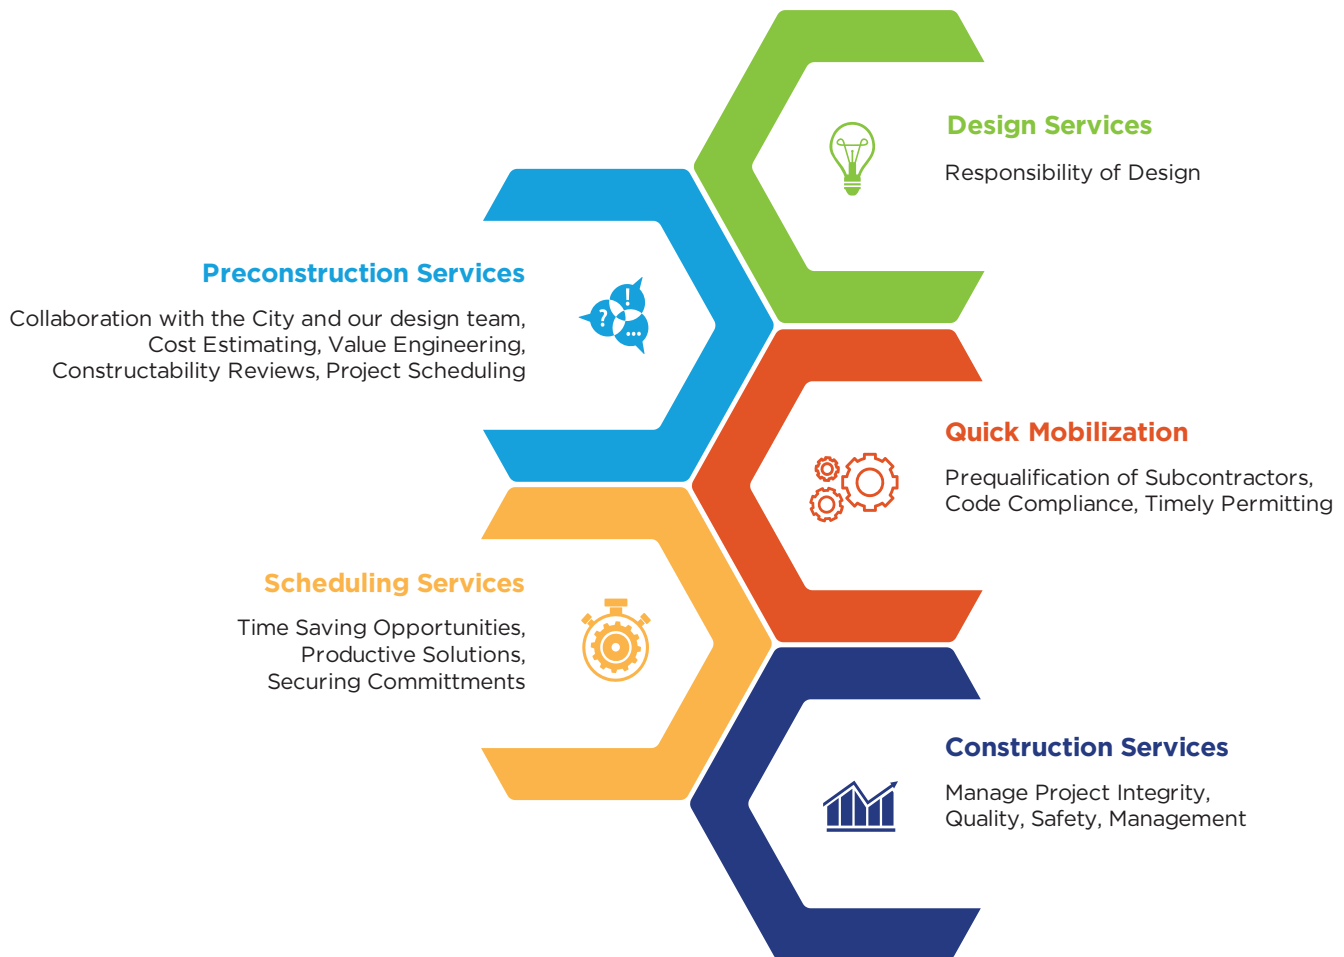 Design Services
Responsibility of Design
Preconstruction Services
Collaboration with the City and our design team,
Cost Estimating, Value Engineering,
Constructability Reviews, Project Scheduling
! ? ...
Quick Mobilization
Prequalification of Subcontractors,
Code Compliance, Timely Permitting
Scheduling Services
Time Saving Opportunities,
Productive Solutions,
Securing Committments
Construction Services
Manage Project Integrity,
Quality, Safety, Management